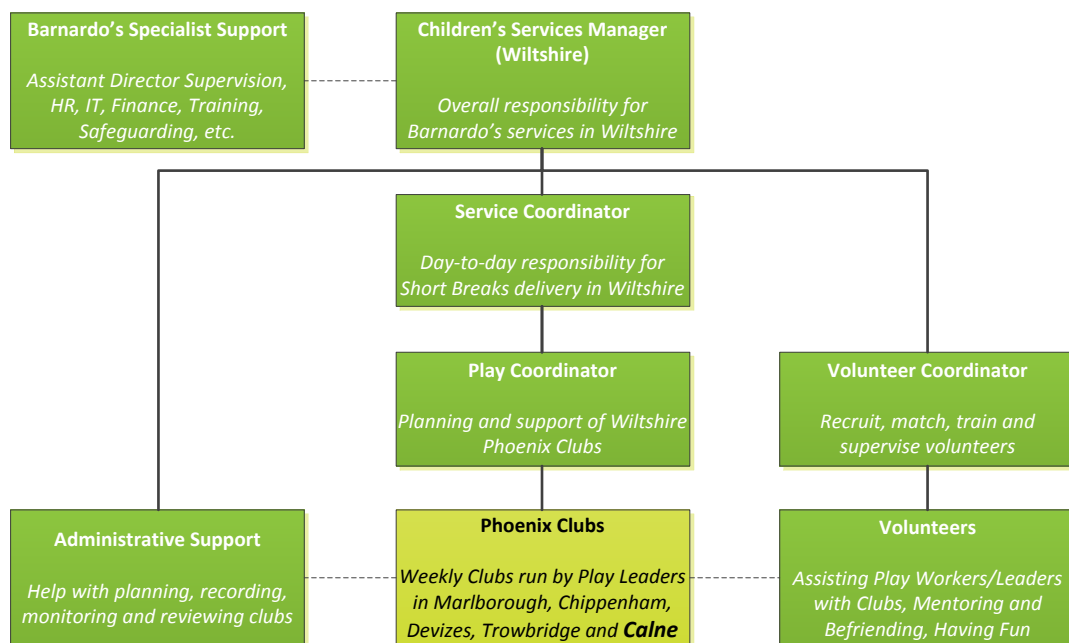 Barnardo’s Specialist Support
Assistant Director Supervision,
HR, IT, Finance, Training,
Safeguarding, etc.
Children’s Services Manager
(Wiltshire)
Overall responsibility for
Barnardo’s services in Wiltshire
Service Coordinator
Day-to-day responsibility for
Short Breaks delivery in Wiltshire
Play Coordinator
Planning and support of Wiltshire
Phoenix Clubs
Volunteer Coordinator
Recruit, match, train and
supervise volunteers
Administrative Support
Help with planning, recording,
monitoring and reviewing clubs
Phoenix Clubs
Weekly Clubs run by Play Leaders
in Marlborough, Chippenham,
Devizes, Trowbridge and Calne
Volunteers
Assisting Play Workers/Leaders
with Clubs, Mentoring and
Befriending, Having Fun